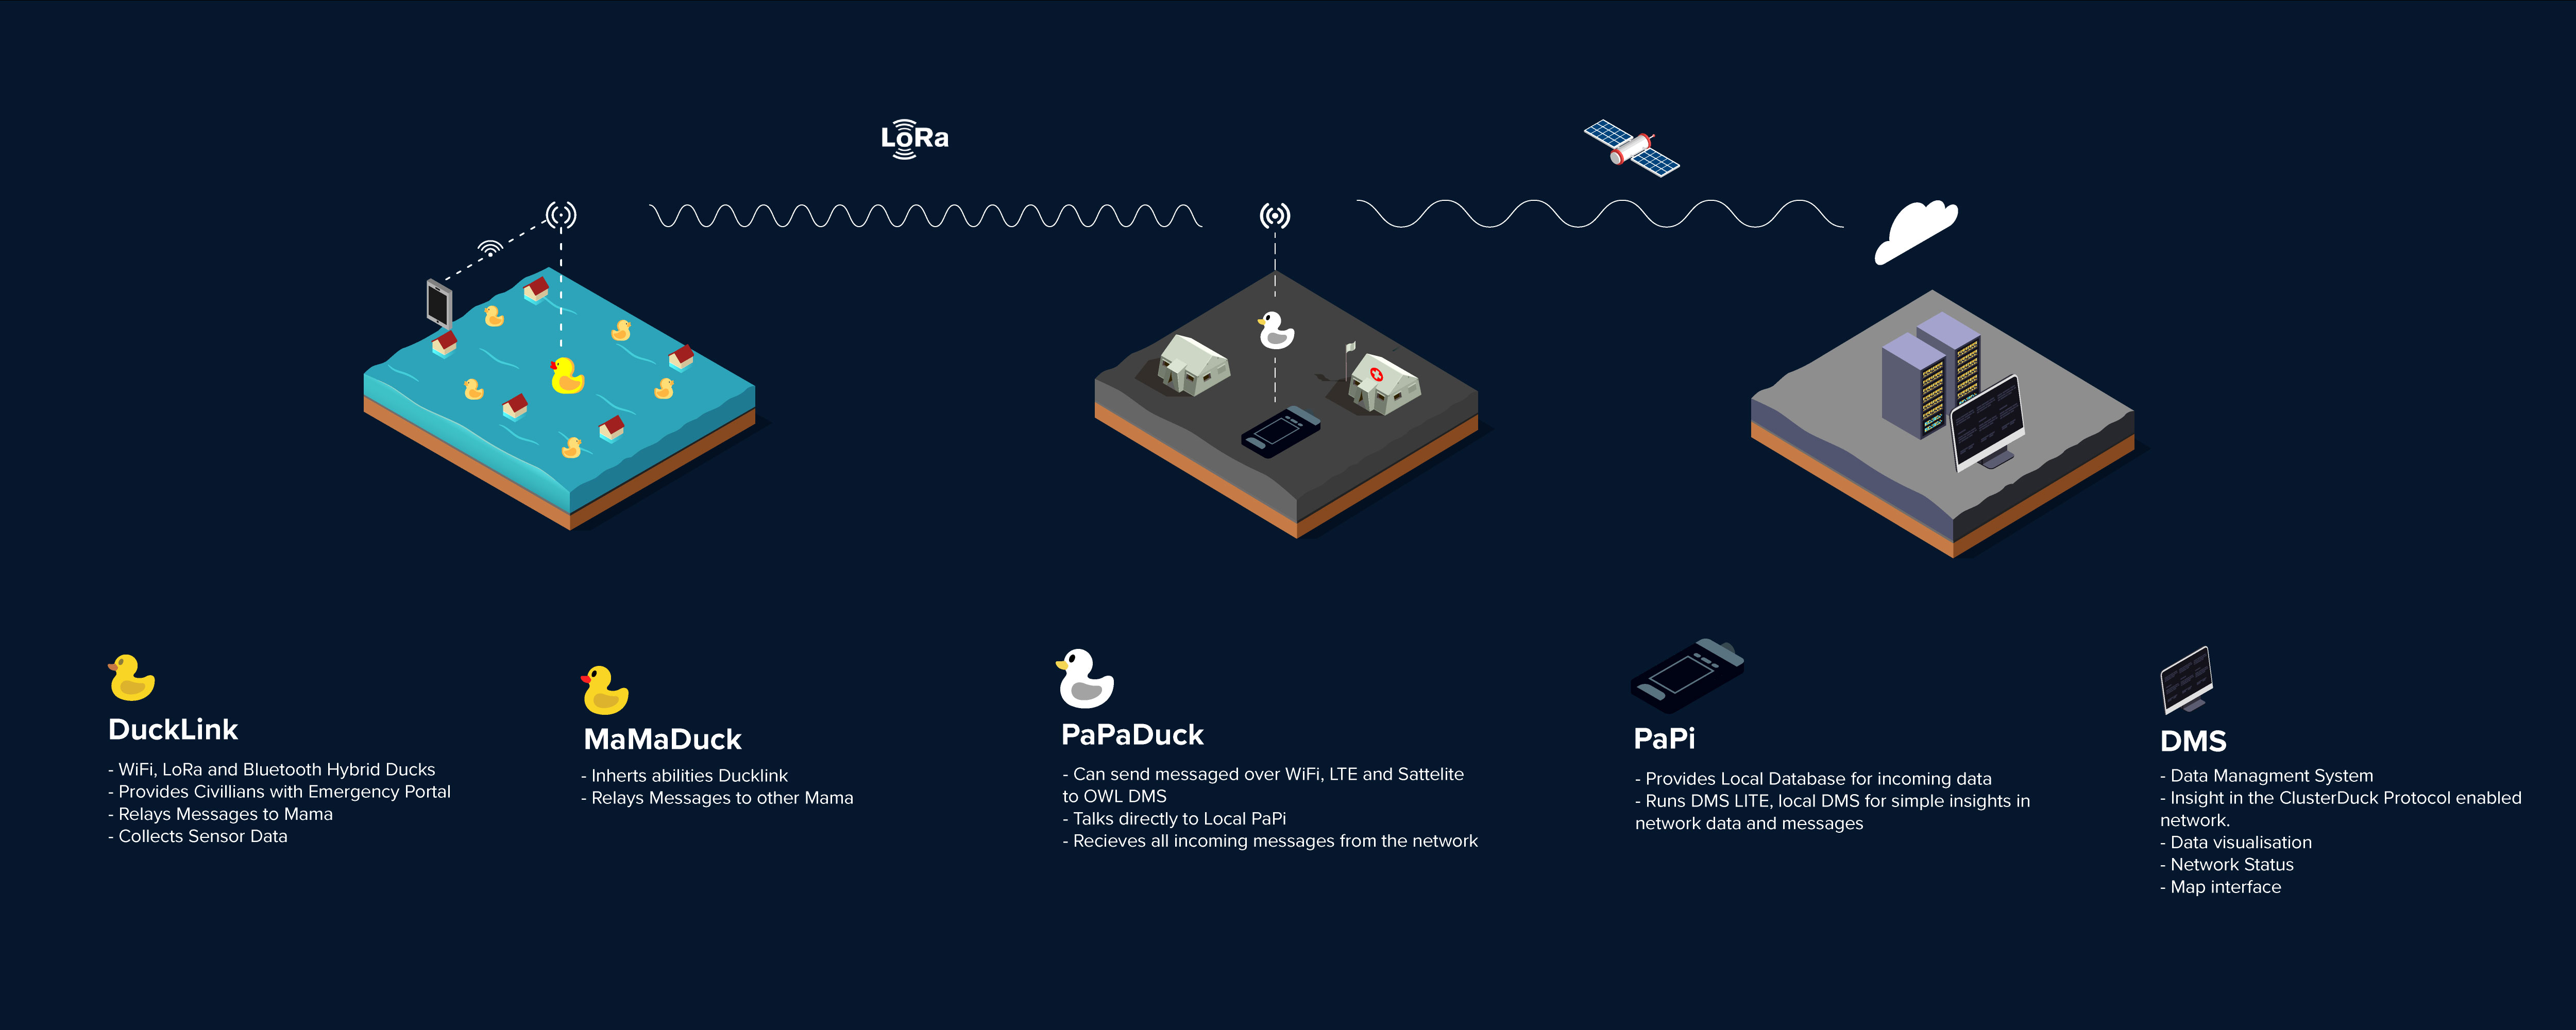 LoRa
DuckLink
- WiFi, LoRa and Bluetooth Hybrid Ducks
- Provides Civillians with Emergency Portal
- Relays Messages to Mama
- Collects Sensor Data
MaMaDuck
- Inherts abilities Ducklink
- Relays Messages to other Mama
PaPaDuck
- Can send messaged over WiFi, LTE and Sattelite
to OWL DMS
- Talks directly to Local PaPi
- Recieves all incoming messages from the network
PaPi
- Provides Local Database for incoming data
- Runs DMS LITE, local DMS for simple insights in
network data and messages
DMS
- Data Managment System
- Insight in the ClusterDuck Protocol enabled
network.
- Data visualisation
- Network Status
- Map interface